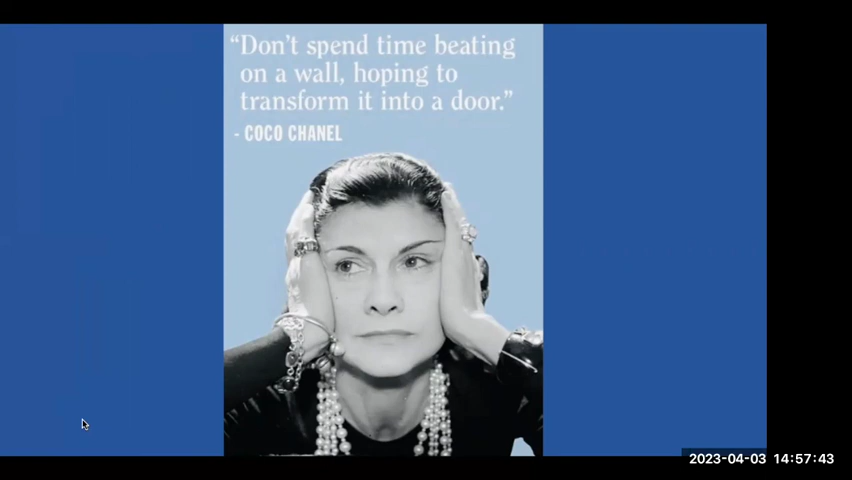 “Don’t spend time beating
on a wall, hoping to
transform it into a door.”
- COCO CHANEL
2023-04-03 14:57:43